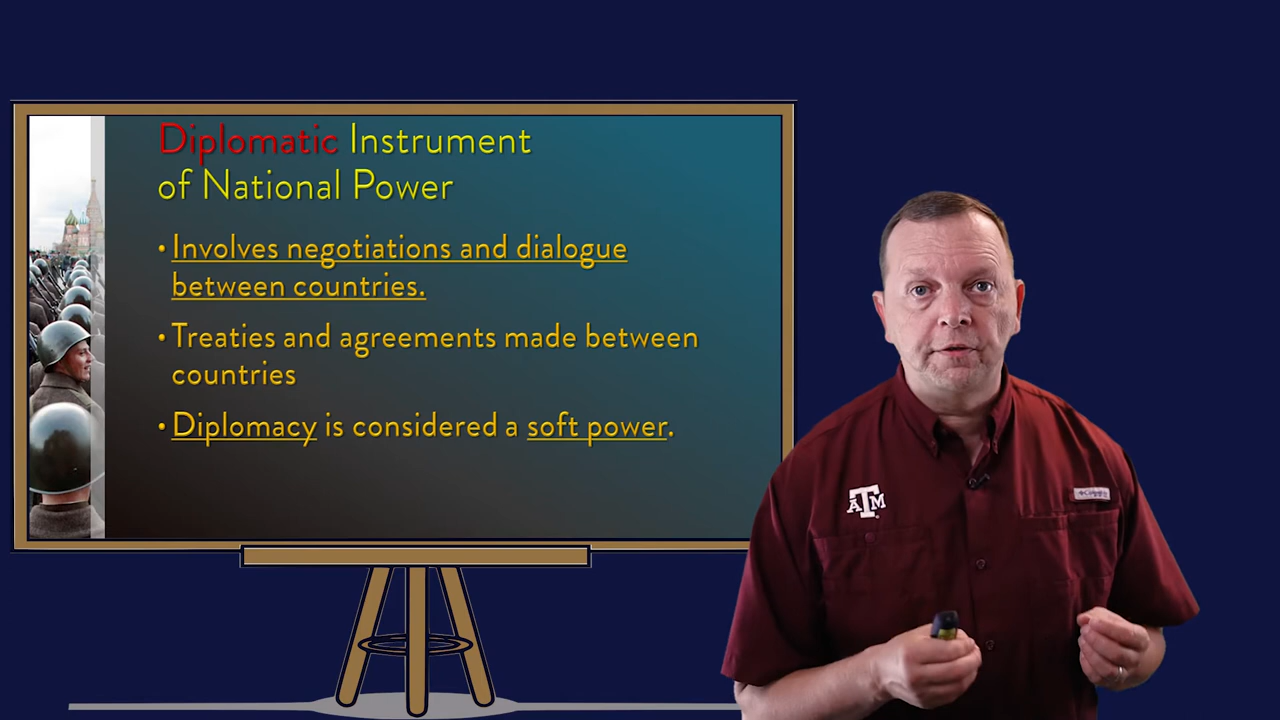 Diplomatic Instrument
of National Power
• Involves negotiations and dialogue
between countries.
• Treaties and agreements made between
countries
• Diplomacy is considered a soft power.
ATM
Columbia